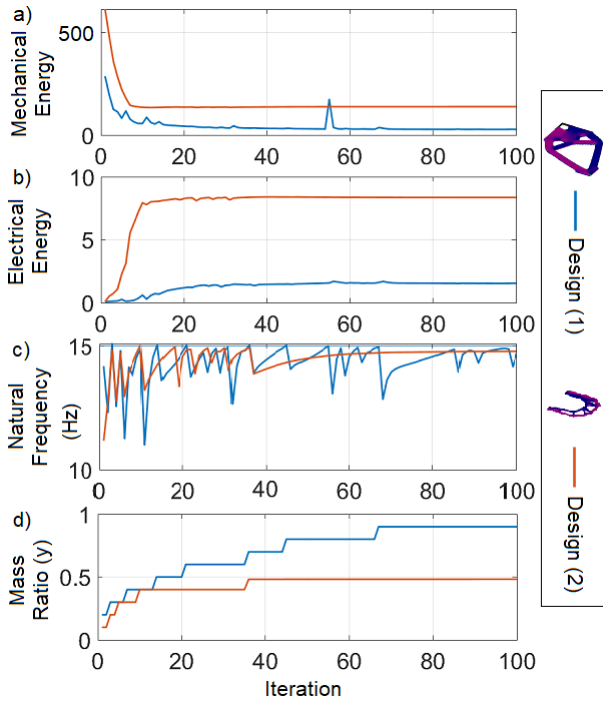 a)
Mechanical
Energy
500
0
0
20
40
60
80
100
b)
Electrical
Energy
10
5
0
0
20
40
60
80
100
c)
Natural
Frequency
(Hz)
15
10
0
20
40
60
80
100
d)
Mass
Ratio (y)
1
0.5
0
0
20
40
60
80
100
Iteration
Design (1)
Design (2)